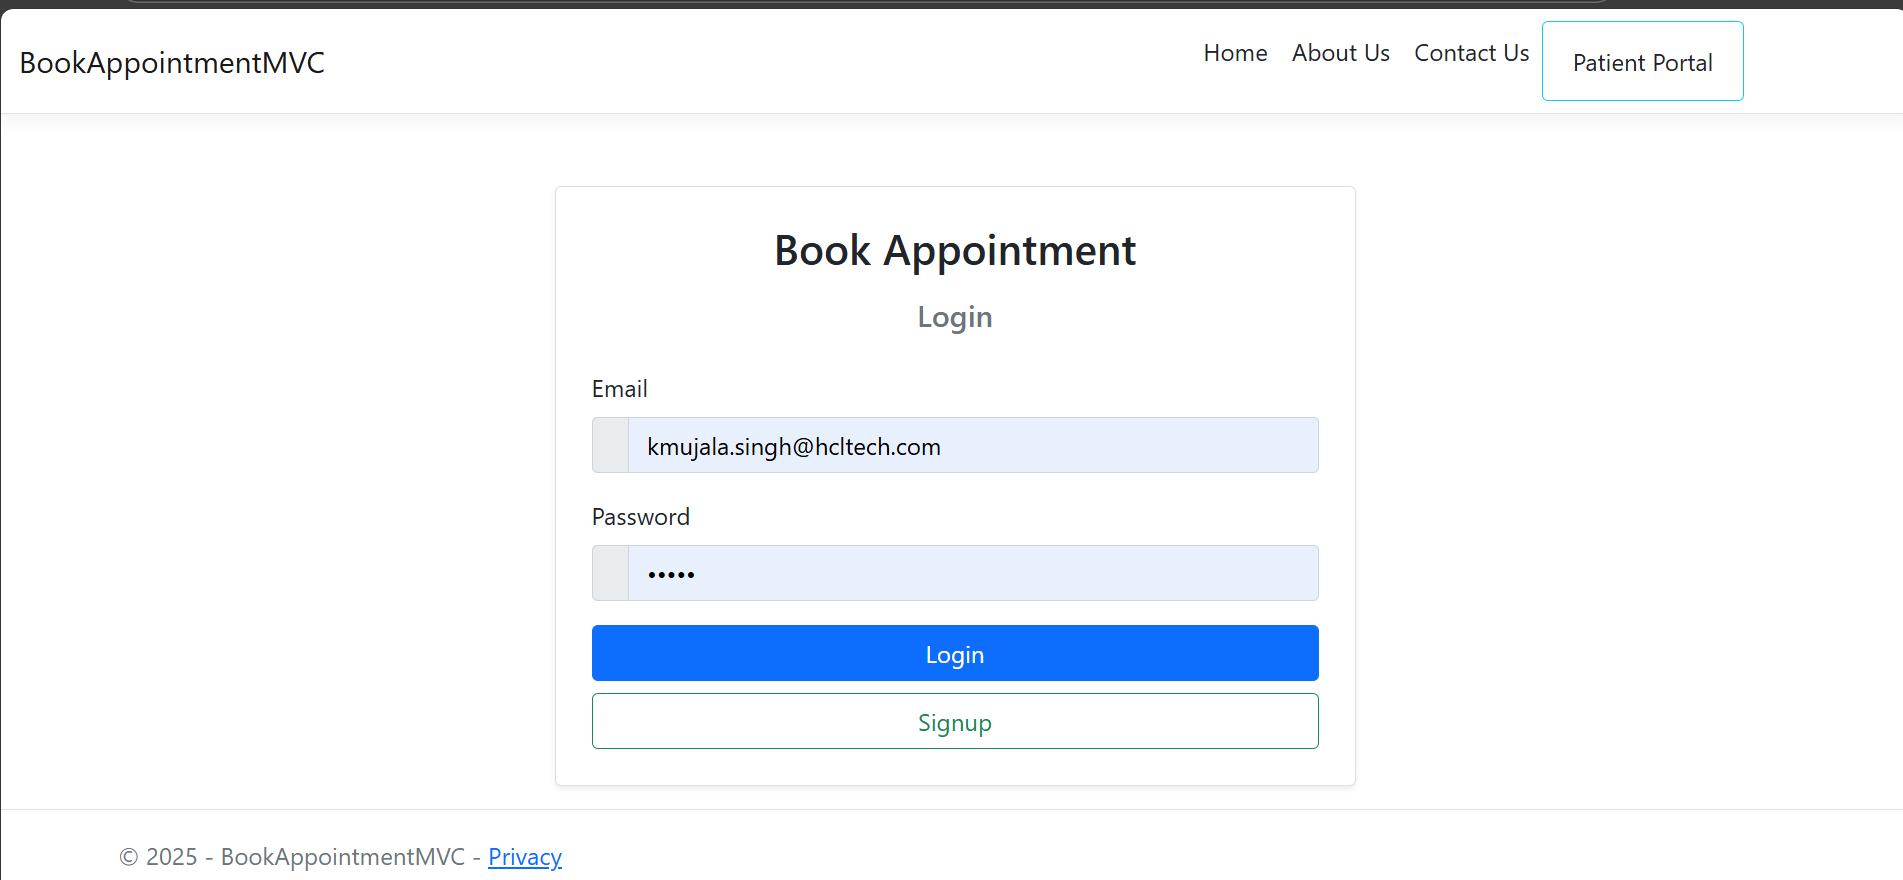 BookAppointmentMVC
Home About Us Contact Us Patient Portal
Book Appointment
Login
Email
kmujala.singh@hcltech.com
Password
•••••
Login
Signup
© 2025 - BookAppointmentMVC - Privacy